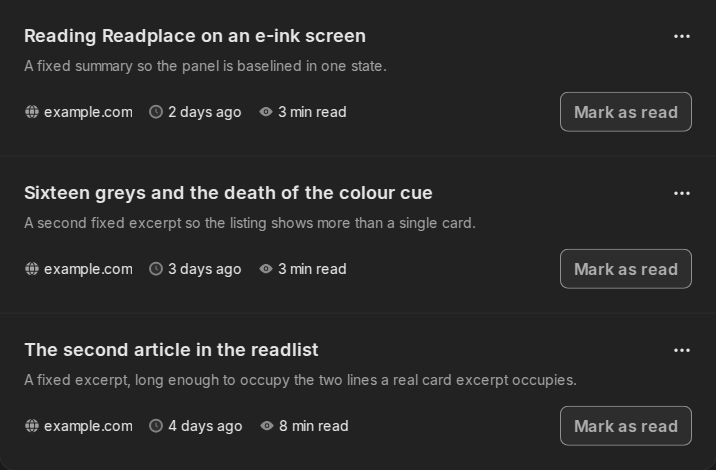 Reading Readplace on an e-ink screen
A fixed summary so the panel is baselined in one state.
example.com 2 days ago 3 min read Mark as read
Sixteen greys and the death of the colour cue
A second fixed excerpt so the listing shows more than a single card.
example.com 3 days ago 3 min read Mark as read
The second article in the readlist
A fixed excerpt, long enough to occupy the two lines a real card excerpt occupies.
example.com 4 days ago 8 min read Mark as read